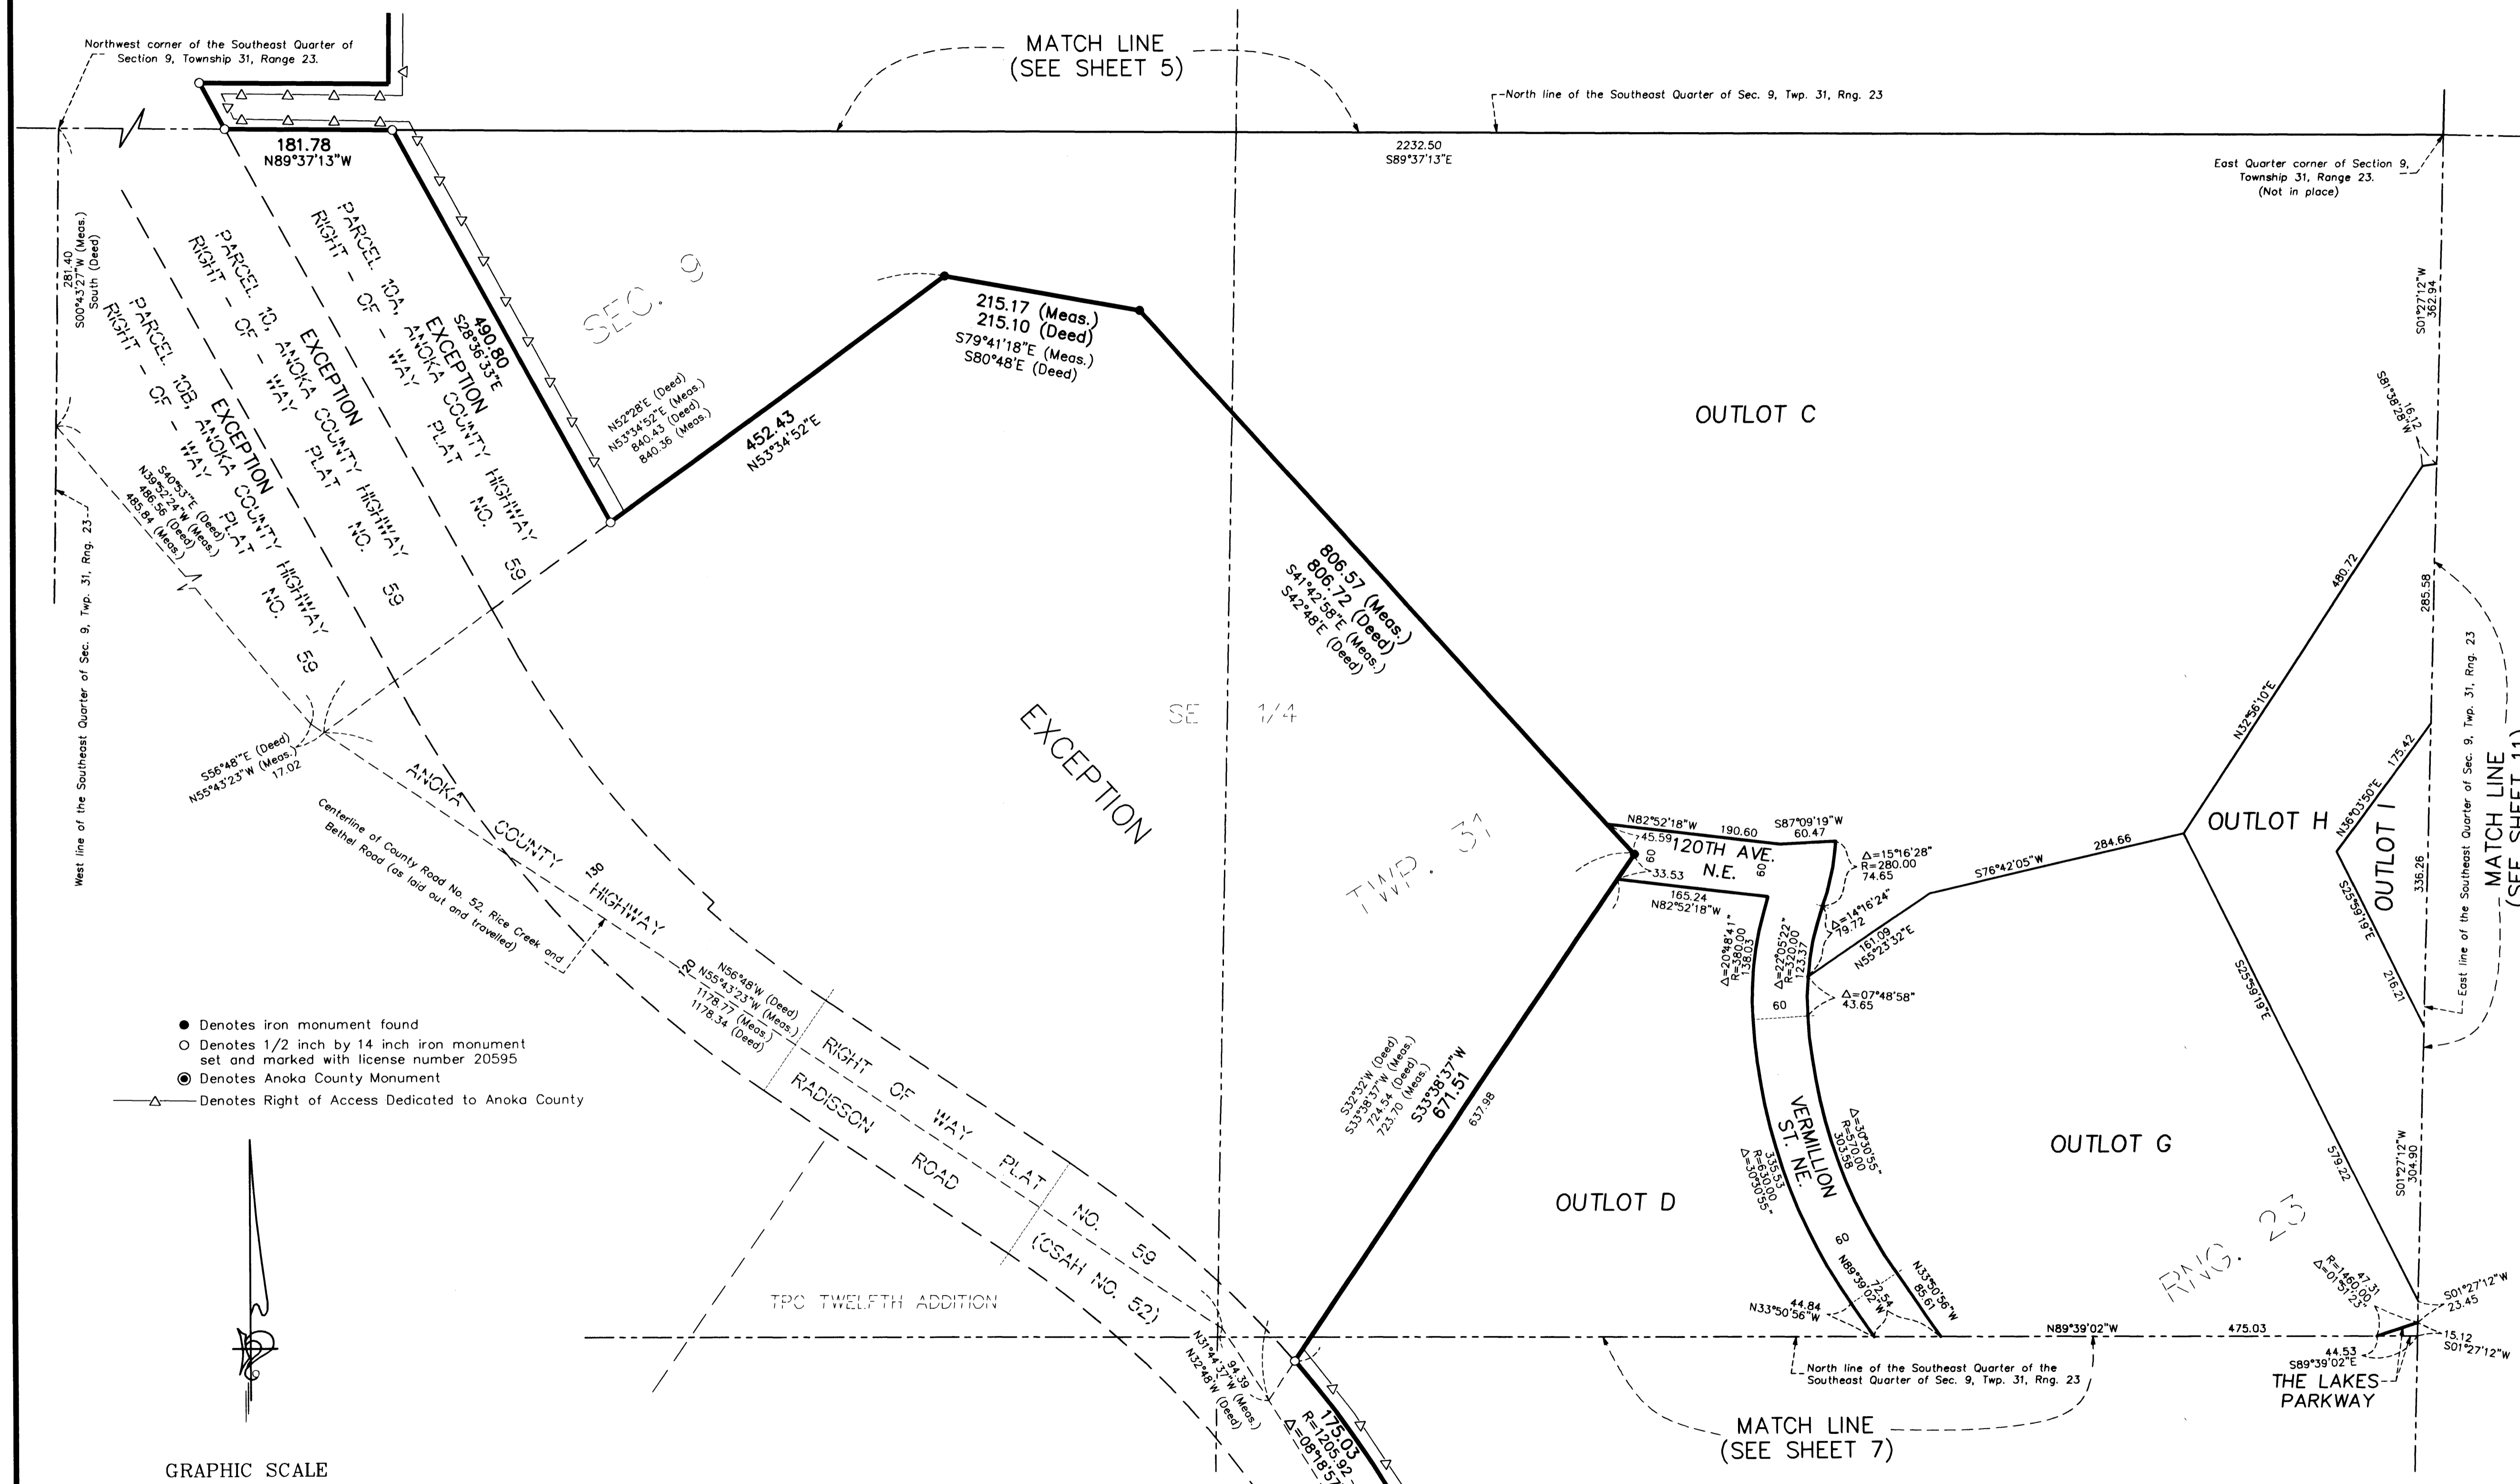 Northwest corner of the Southeast Quarter of
Section 9, Township 31, Range 23.
MATCH LINE
(SEE SHEET 5)
North line of the Southeast Quarter of Sec. 9, Twp. 31, Rng. 23
181.78
N89°37'13"W
2232.50
S89°37'13"E
East Quarter corner of Section 9,
Township 31, Range 23.
(Not in place)
281.40
S00°43'27"W (Meas.)
South (Deed)
West line of the Southeast Quarter of Sec. 9, Twp. 31, Rng. 23
EXCEPTION
PARCEL 10B, ANOKA COUNTY HIGHWAY
RIGHT - OF - WAY PLAT NO. 59
EXCEPTION
PARCEL 10, ANOKA COUNTY HIGHWAY
RIGHT - OF - WAY PLAT NO. 59
EXCEPTION
PARCEL 10A, ANOKA COUNTY HIGHWAY
RIGHT - OF - WAY PLAT NO. 59
490.80
S28°36'33"E
SEC. 9
N52°28'E (Deed)
N53°34'52"E (Meas.)
840.43 (Deed)
840.36 (Meas.)
452.43
N53°34'52"E
215.17 (Meas.)
215.10 (Deed)
S79°41'18"E (Meas.)
S80°48'E (Deed)
OUTLOT C
S01°27'12"W
362.94
S81°38'28"W
16.12
S40°53'"E (Deed)
N39°52'24"W (Meas.)
486.56 (Deed)
485.84 (Meas.)
806.57 (Meas.)
806.72 (Deed)
S41°42'58"E (Meas.)
S42°48'E (Deed)
480.72
N32°56'10"E
285.58
East line of the Southeast Quarter of Sec. 9, Twp. 31, Rng. 23
MATCH LINE
(SEE SHEET 11)
S56°48'E (Deed)
N55°43'23"W (Meas.)
17.02
Centerline of County Road No. 52, Rice Creek and
Bethel Road (as laid out and travelled)
ANOKA COUNTY HIGHWAY
130
120
EXCEPTION
SE 1/4
TWP. 31
N82°52'18"W 190.60
S87°09'19"W
60.47
45.59
60
120TH AVE.
N.E.
60
33.53
165.24
N82°52'18"W
Δ=15°16'28"
R=280.00
74.65
Δ=14°16'24"
79.72
161.09
N55°23'32"E
S76°42'05"W 284.66
OUTLOT H
OUTLOT I
N36°03'50"E 175.42
336.26
S25°59'19"E 216.21
Δ=20°48'41"
R=380.00
138.03
Δ=22°05'22"
R=320.00
123.37
60
Δ=07°48'58"
43.65
S25°59'19"E 579.22
● Denotes iron monument found
○ Denotes 1/2 inch by 14 inch iron monument
set and marked with license number 20595
◉ Denotes Anoka County Monument
—△— Denotes Right of Access Dedicated to Anoka County
N56°48'W (Deed)
N55°43'23"W (Meas.)
1178.77 (Meas.)
1178.34 (Deed)
RIGHT OF WAY PLAT NO. 59
RADISSON ROAD (CSAH NO. 52)
S32°32'W (Deed)
S33°38'37"W (Meas.)
724.54 (Deed)
723.70 (Meas.)
S33°38'37"W
671.51
637.98
VERMILLION
ST. NE.
Δ=30°30'55"
R=570.00
303.58
335.53
R=630.00
Δ=30°30'55"
60
OUTLOT D
OUTLOT G
RNG. 23
S01°27'12"W
304.90
TPC TWELFTH ADDITION
N33°50'56"W
85.61
N89°39'02"W
72.54
44.84
N33°50'56"W
N89°39'02"W 475.03
47.31
R=1460.00
Δ=01°51'23"
S01°27'12"W
23.45
15.12
S01°27'12"W
44.53
S89°39'02"E
THE LAKES
PARKWAY
North line of the Southeast Quarter of the
Southeast Quarter of Sec. 9, Twp. 31, Rng. 23
MATCH LINE
(SEE SHEET 7)
94.39
N31°44'37"W (Meas.)
N32°48'W (Deed)
175.03
R=1205.92
Δ=08°18'57
GRAPHIC SCALE